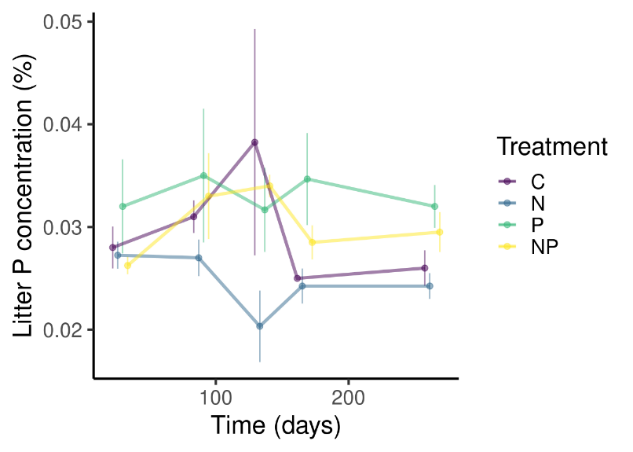 0.05
0.04
0.03
0.02
Litter P concentration (%)
100
200
Time (days)
Treatment
C
N
P
NP